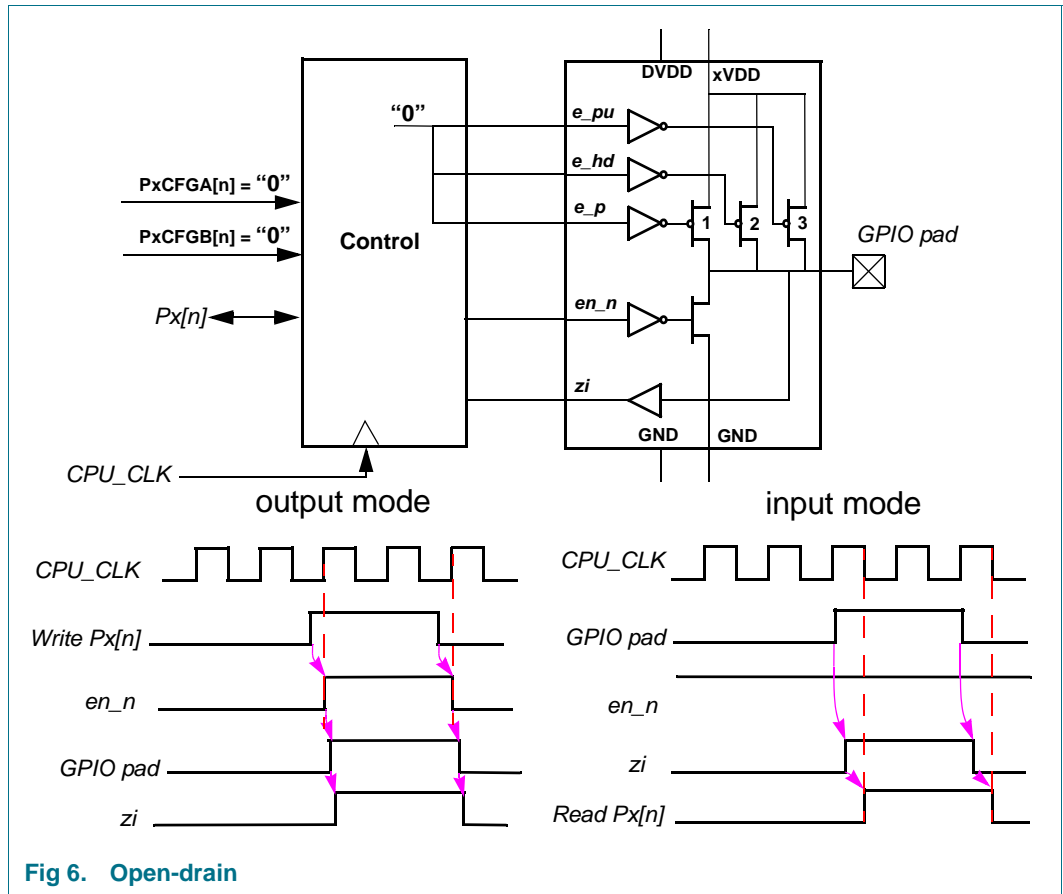 DVDD xVDD
“0”
e_pu
e_hd
PxCFGA[n] = “0”
e_p
1 2 3
PxCFGB[n] = “0”
Control
GPIO pad
Px[n]
en_n
zi
GND GND
CPU_CLK
output mode
input mode
CPU_CLK
Write Px[n]
en_n
GPIO pad
zi
CPU_CLK
GPIO pad
en_n
zi
Read Px[n]
Fig 6. Open-drain